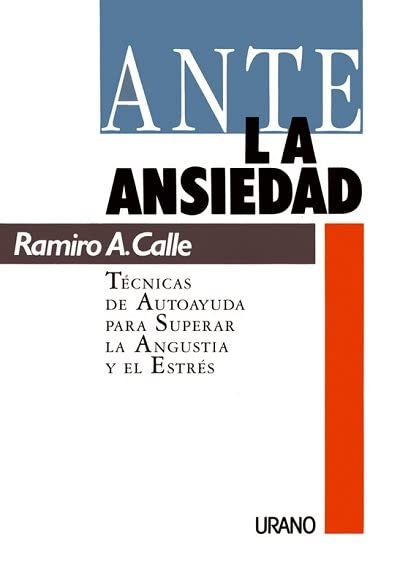 ANTE
LA
ANSIEDAD
Ramiro A. Calle
TÉCNICAS
DE AUTOAYUDA
PARA SUPERAR
LA ANGUSTIA
Y EL ESTRÉS
URANO